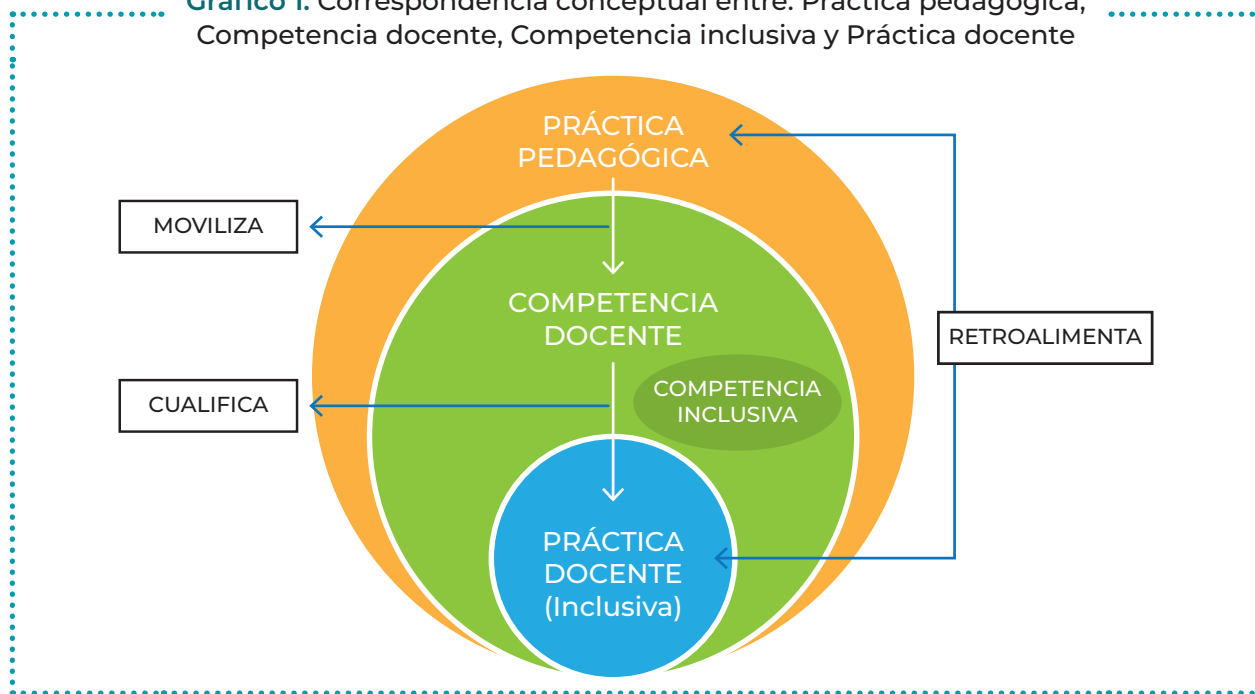 Gráfico 1. Correspondencia conceptual entre: Práctica pedagógica,
Competencia docente, Competencia inclusiva y Práctica docente
PRÁCTICA
PEDAGÓGICA
MOVILIZA
COMPETENCIA
DOCENTE
RETROALIMENTA
COMPETENCIA
INCLUSIVA
CUALIFICA
PRÁCTICA
DOCENTE
(Inclusiva)